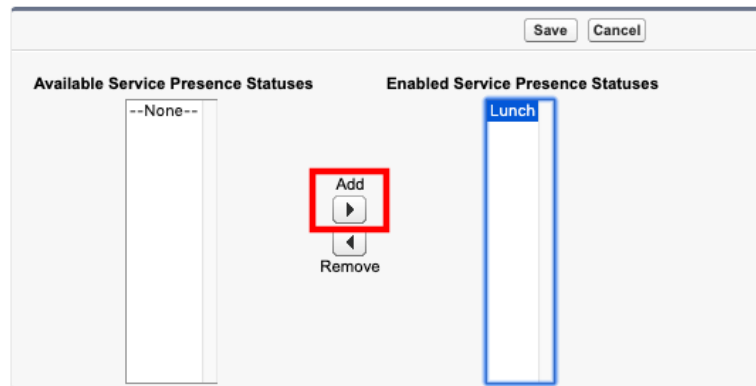 Save Cancel
Available Service Presence Statuses Enabled Service Presence Statuses
--None-- Lunch
Add
Remove